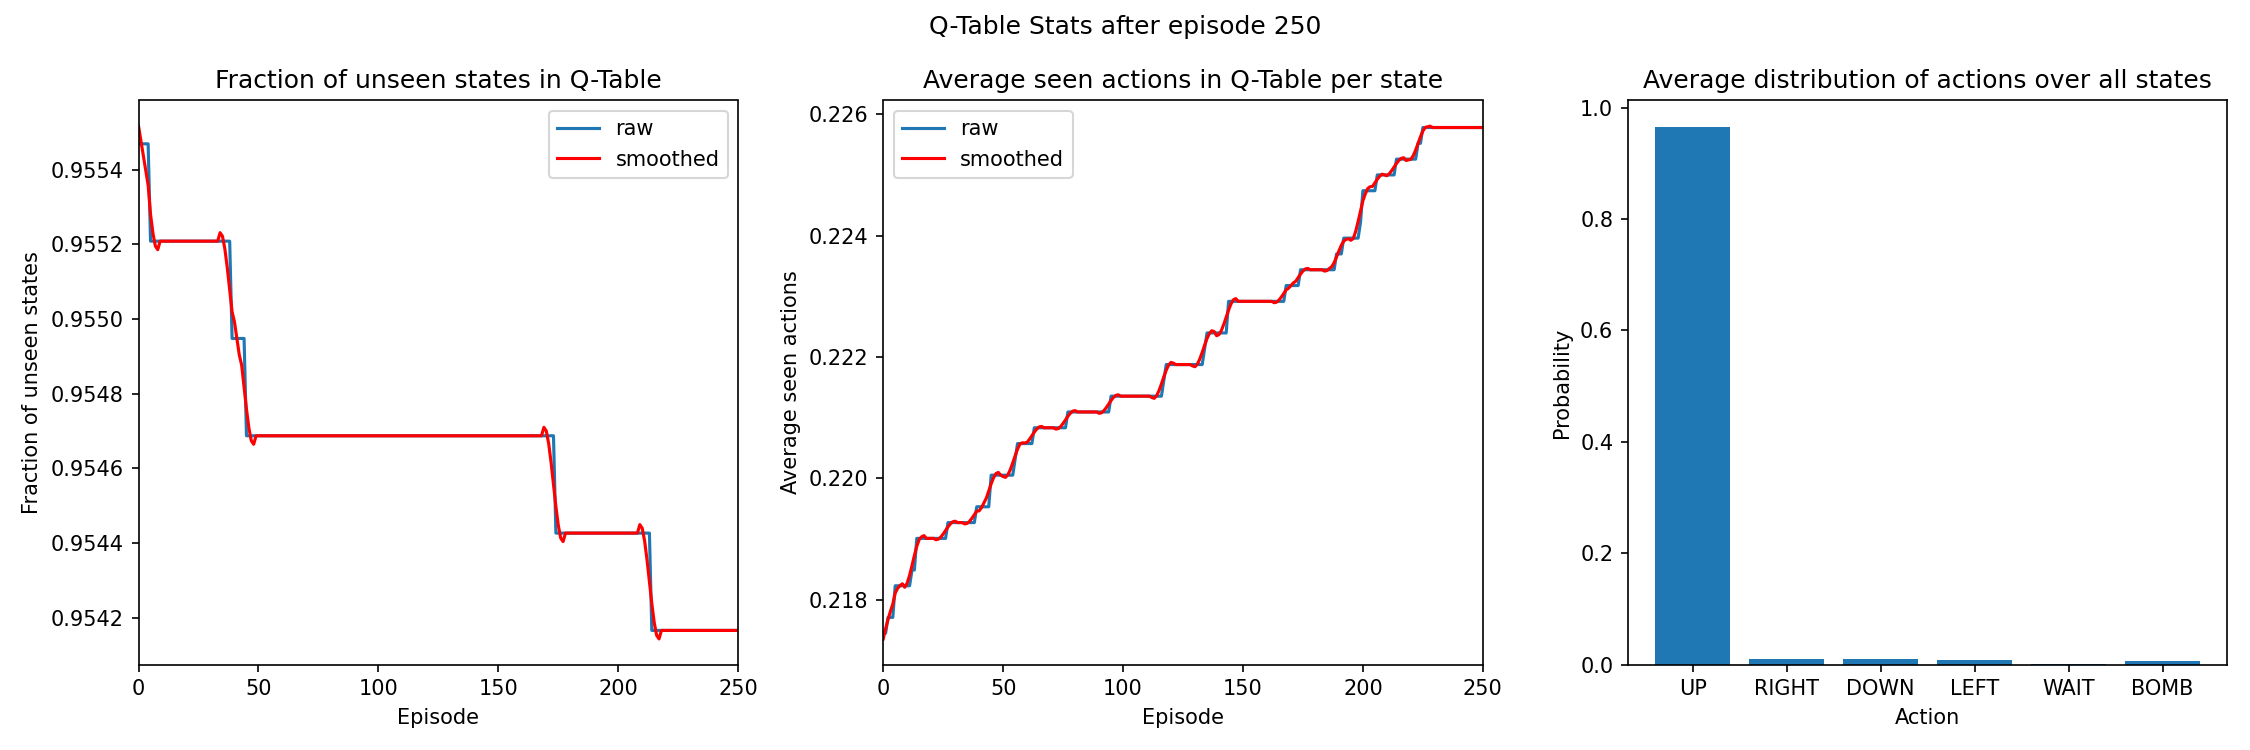 Q-Table Stats after episode 250
Fraction of unseen states in Q-Table
Fraction of unseen states
0.9554
0.9552
0.9550
0.9548
0.9546
0.9544
0.9542
raw
smoothed
0 50 100 150 200 250
Episode
Average seen actions in Q-Table per state
Average seen actions
0.226
0.224
0.222
0.220
0.218
raw
smoothed
0 50 100 150 200 250
Episode
Average distribution of actions over all states
Probability
1.0
0.8
0.6
0.4
0.2
0.0
UP RIGHT DOWN LEFT WAIT BOMB
Action